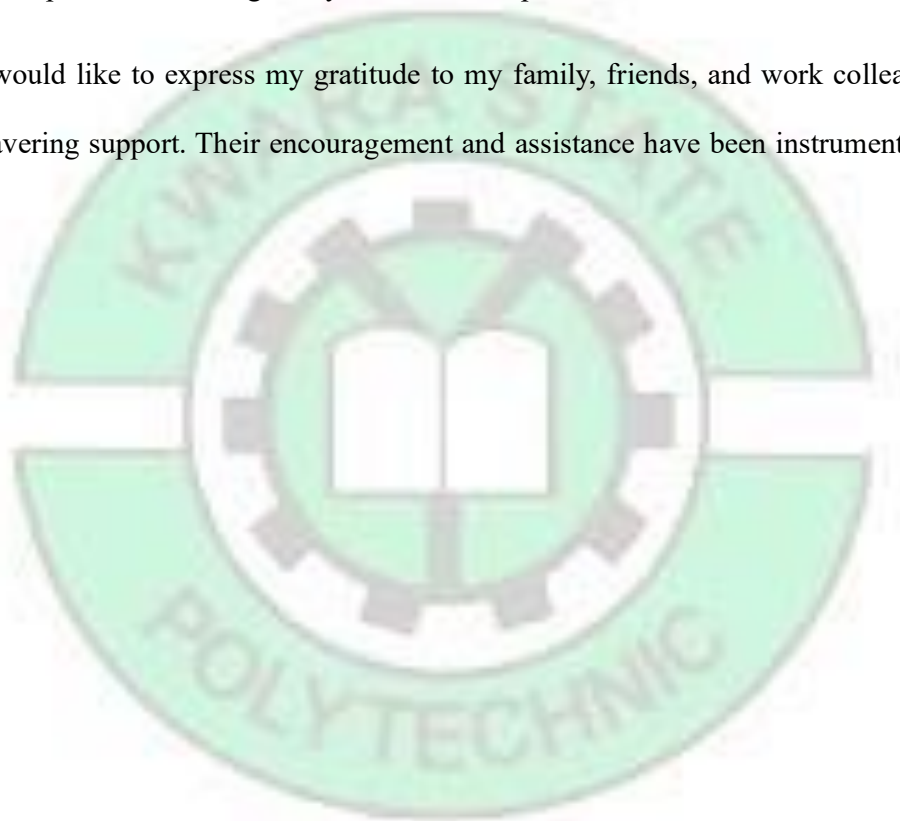 would like to express my gratitude to my family, friends, and work
support. Their encouragement and assistance have been
KWARA STATE
POLYTECHNIC